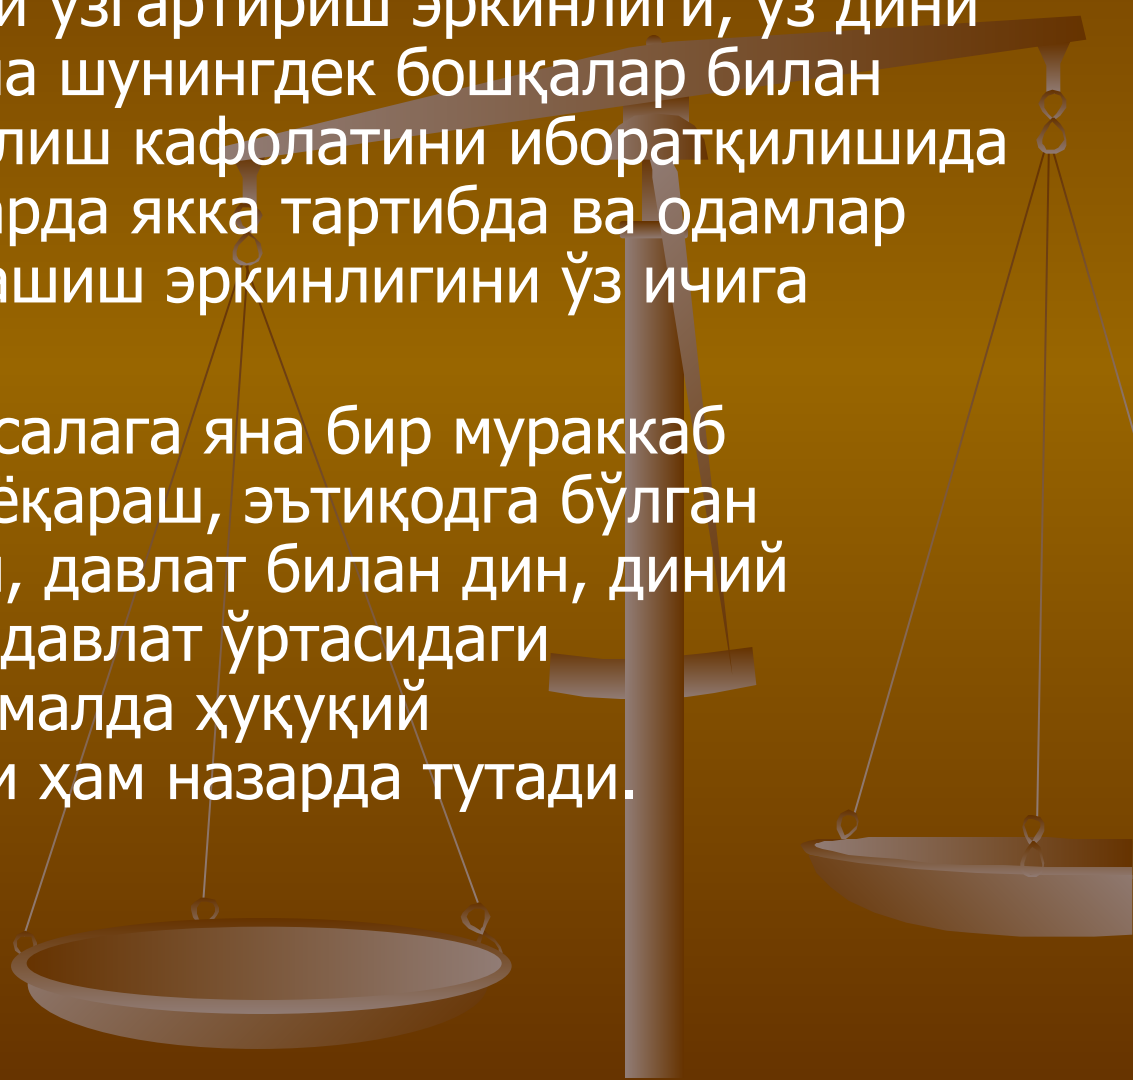 и ўзгартириш эркинлиги, ўз дини
на шунингдек бошқалар билан
лиш кафолатини иборатқилишида
арда якка тартибда ва одамлар
ашиш эркинлигини ўз ичига
салага яна бир мураккаб
ёқараш, эътиқодга бўлган
, давлат билан дин, диний
давлат ўртасидаги
малда ҳуқуқий
и ҳам назарда тутади.